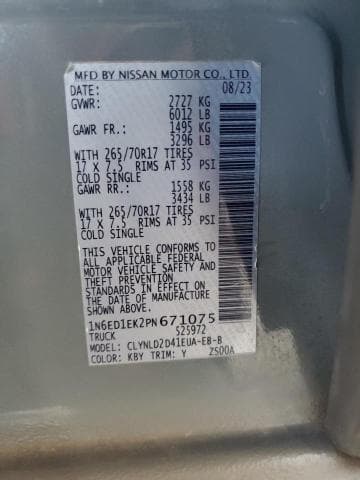 MFD BY NISSAN MOTOR CO., LTD.
DATE: 08/23
GVWR: 2727 KG
6012 LB
GAWR FR.: 1495 KG
3296 LB
WITH 265/70R17 TIRES
17 X 7.5 RIMS AT 35 PSI
COLD SINGLE
GAWR RR.: 1558 KG
3434 LB
WITH 265/70R17 TIRES
17 X 7.5 RIMS AT 35 PSI
COLD SINGLE
THIS VEHICLE CONFORMS TO
ALL APPLICABLE FEDERAL
MOTOR VEHICLE SAFETY
AND THEFT PREVENTION
STANDARDS IN EFFECT ON
THE DATE OF MANUFACTURE
SHOWN ABOVE.
1N6ED1EK2PN671075
TRUCK 525972
MODEL: CLYNLD2D41EUA-EB-B
COLOR: KBY TRIM: Y ZS00A